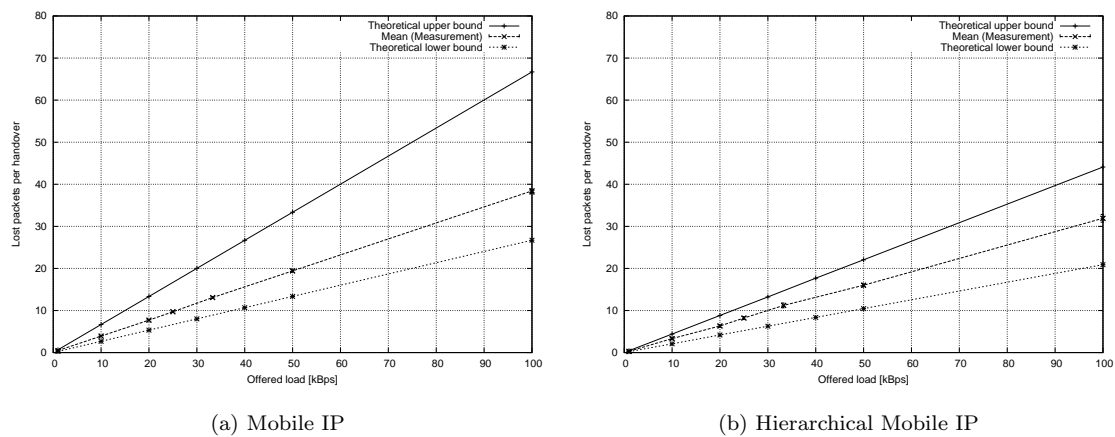 80
70
60
50
40
30
20
10
0
Lost packets per handover
0 10 20 30 40 50 60 70 80 90 100
Offered load [kBps]
Theoretical upper bound
Mean (Measurement)
Theoretical lower bound
(a) Mobile IP
80
70
60
50
40
30
20
10
0
Lost packets per handover
0 10 20 30 40 50 60 70 80 90 100
Offered load [kBps]
Theoretical upper bound
Mean (Measurement)
Theoretical lower bound
(b) Hierarchical Mobile IP